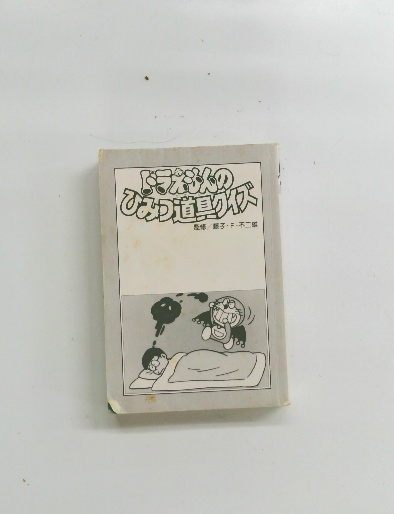 ドラえもんの
ひみつ道具クイズ
監修/藤子・F・不二雄